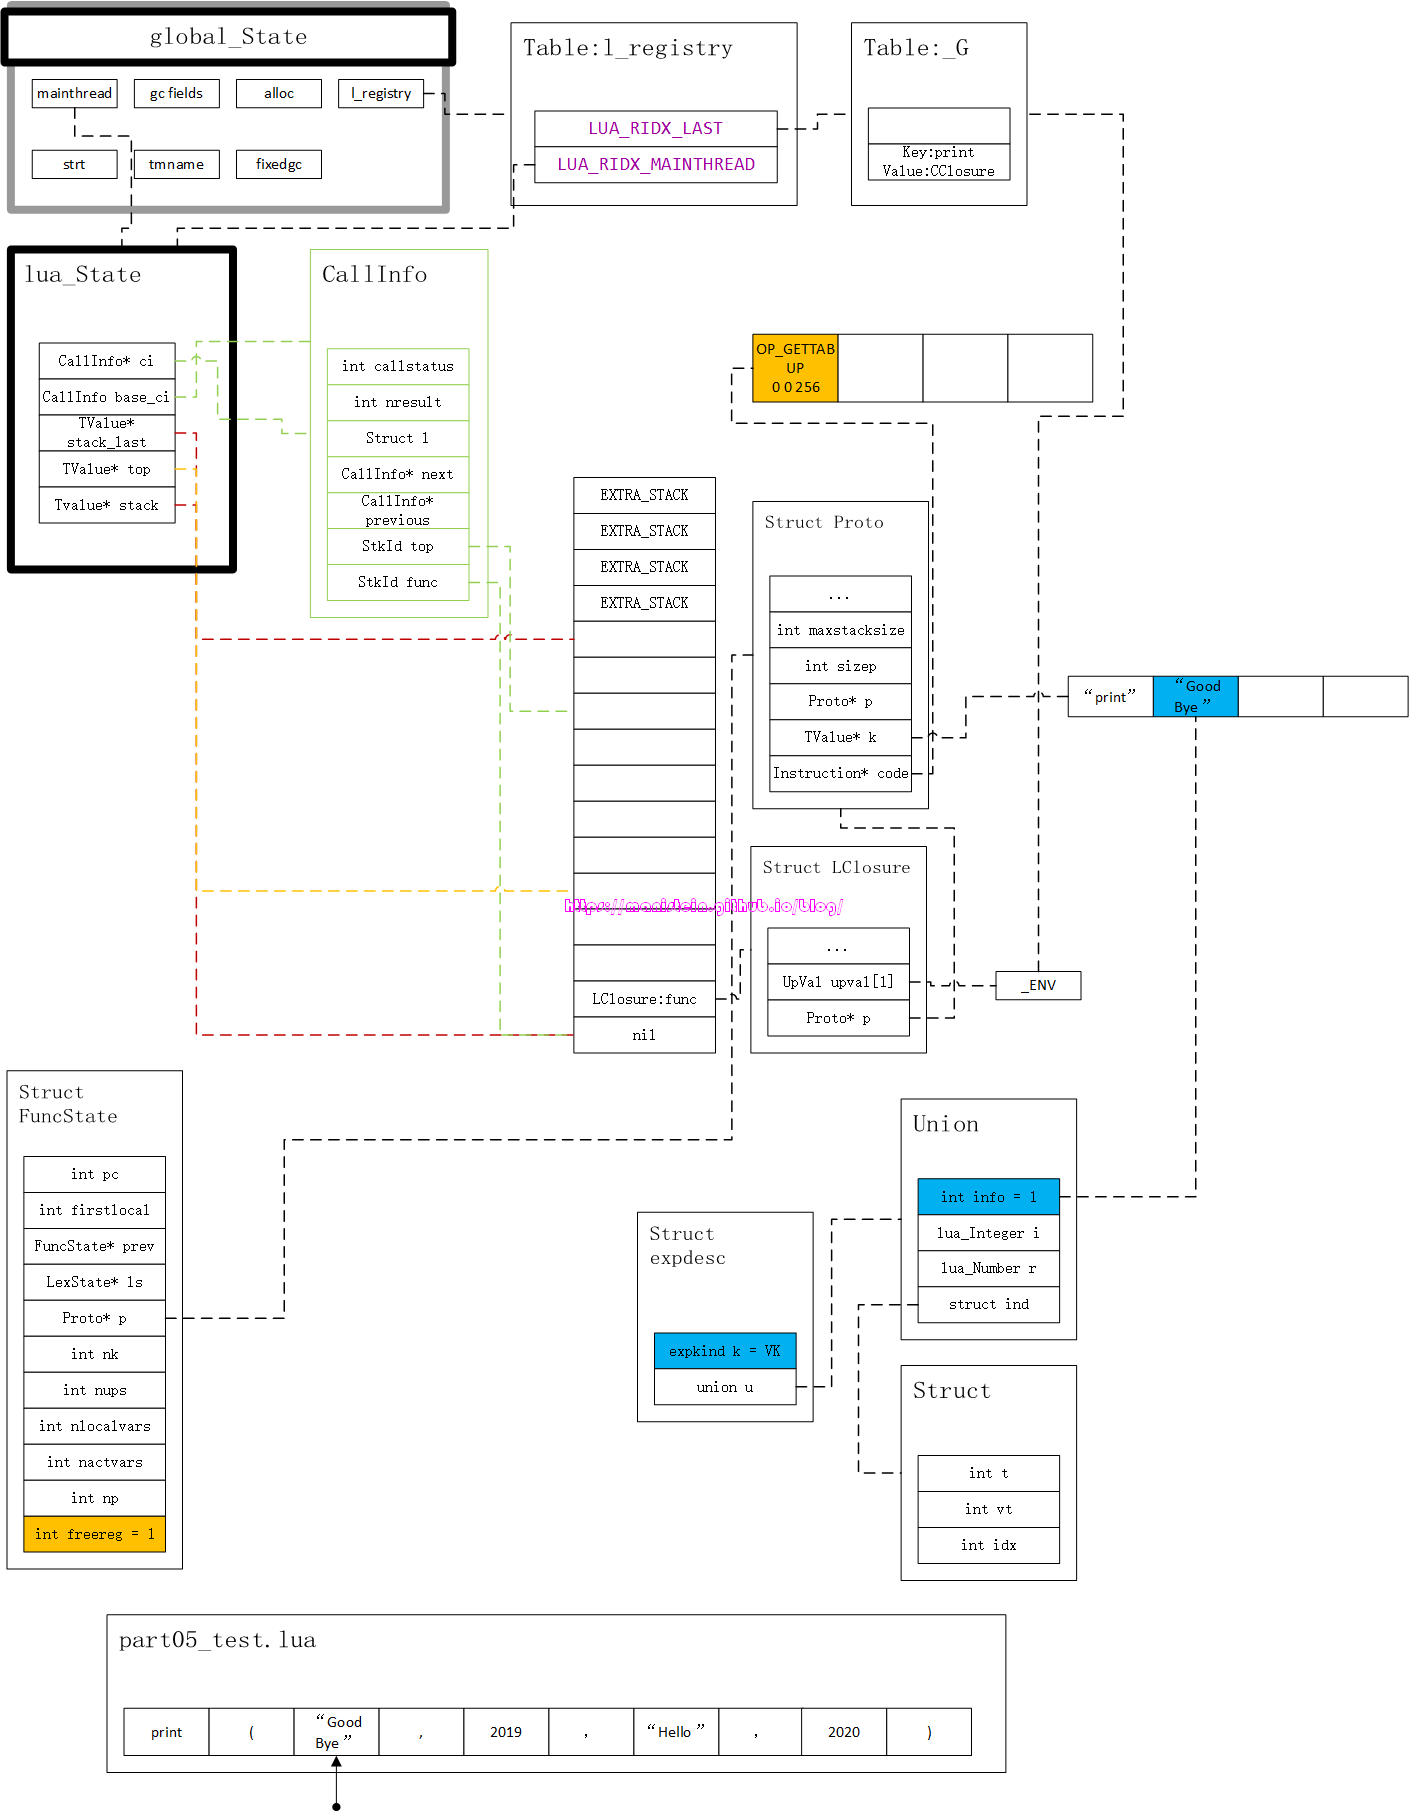 global_State
mainthread
gc fields
alloc
l_registry
strt
tmname
fixedgc
Table:l_registry
LUA_RIDX_LAST
LUA_RIDX_MAINTHREAD
Table:_G
Key:print
Value:CClosure
lua_State
CallInfo* ci
CallInfo base_ci
TValue*
stack_last
TValue* top
Tvalue* stack
CallInfo
int callstatus
int nresult
Struct l
CallInfo* next
CallInfo*
previous
StkId top
StkId func
OP_GETTAB
UP
0 0 256
EXTRA_STACK
EXTRA_STACK
EXTRA_STACK
EXTRA_STACK
LClosure:func
nil
Struct Proto
...
int maxstacksize
int sizep
Proto* p
TValue* k
Instruction* code
“print”
“Good
Bye”
https://manistein.github.io/blog/
Struct LClosure
...
UpVal upval[1]
Proto* p
_ENV
Struct
FuncState
int pc
int firstlocal
FuncState* prev
LexState* ls
Proto* p
int nk
int nups
int nlocalvars
int nactvars
int np
int freereg = 1
Struct
expdesc
expkind k = VK
union u
Union
int info = 1
lua_Integer i
lua_Number r
struct ind
Struct
int t
int vt
int idx
part05_test.lua
print
(
“Good
Bye”
,
2019
,
“Hello”
,
2020
)